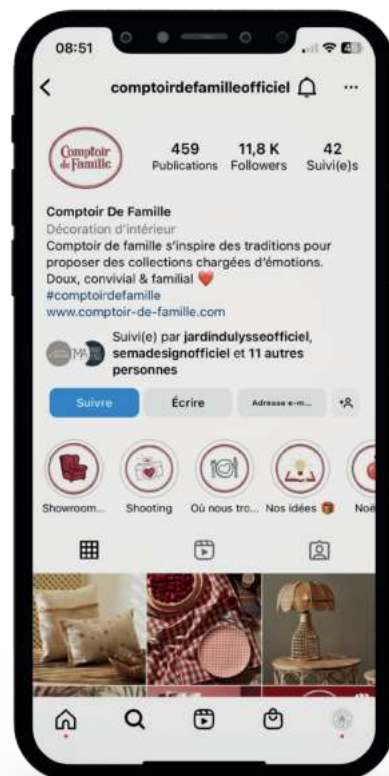 08:51
comptoirdefamilleofficiel
Comptoir
de Famille
459
11,8 K
42
Publications
Followers
Suivi(e)s
Comptoir De Famille
Décoration d'intérieur
Comptoir de famille s'inspire des traditions pour
proposer des collections chargées d'émotions.
Doux, convivial & familial ❤️
#comptoirdefamille
www.comptoir-de-famille.com
Suivi(e) par jardindulysseofficiel,
semadesignofficiel et 11 autres
personnes
Suivre
Écrire
Adresse e-m...
Showroom...
Shooting
Où nous tro...
Nos idées 🎁
Noë